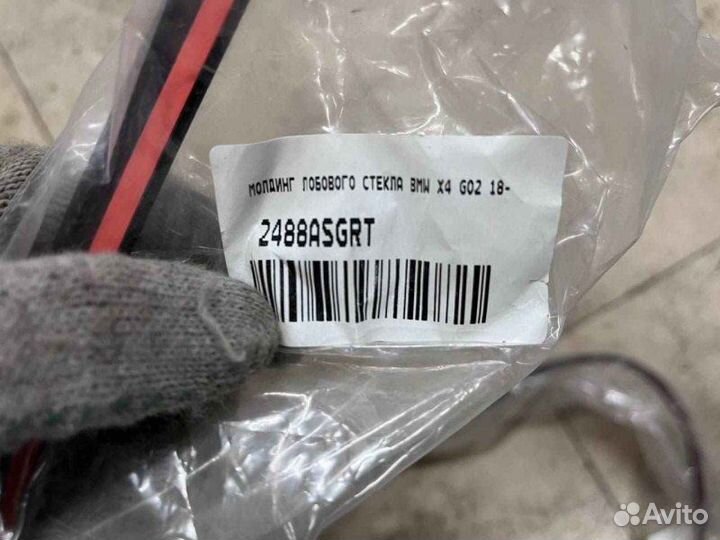 МОЛДИНГ ЛОБОВОГО СТЕКЛА BMW X4 G02 18-
2488ASGRT
Avito